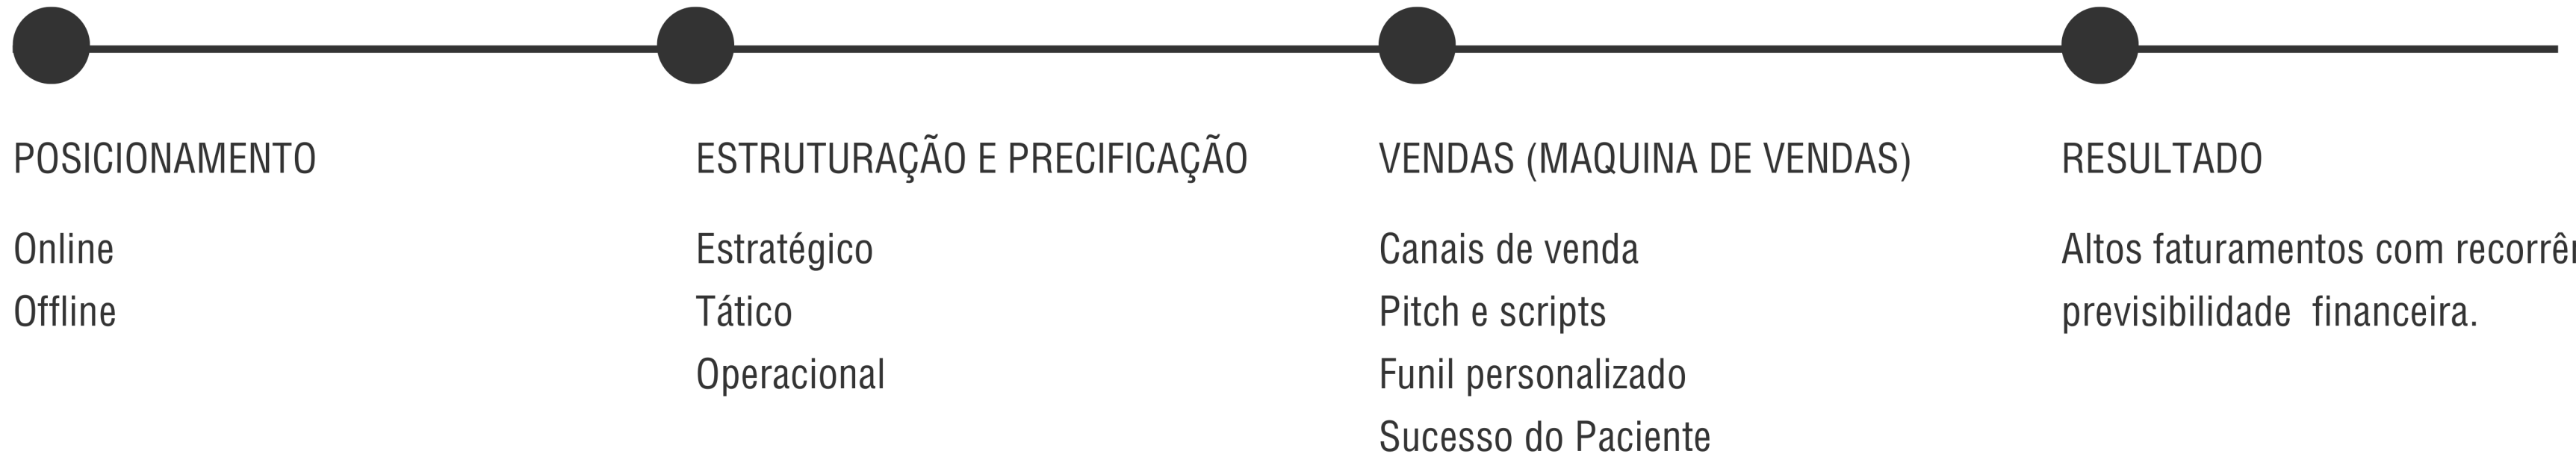 POSICIONAMENTO
Online
Offline
ESTRUTURAÇÃO E PRECIFICAÇÃO
Estratégico
Tático
Operacional
VENDAS (MAQUINA DE VENDAS)
Canais de venda
Pitch e scripts
Funil personalizado
Sucesso do Paciente
RESULTADO
Altos faturamentos com
previsibilidade financeira.